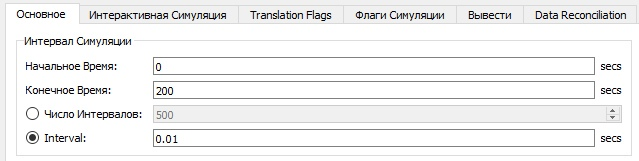 Основное Интерактивная Симуляция Translation Flags Флаги Симуляции Вывести Data Reconciliation
Интервал Симуляции
Начальное Время: 0 secs
Конечное Время: 200 secs
Число Интервалов: 500
Interval: 0.01 secs